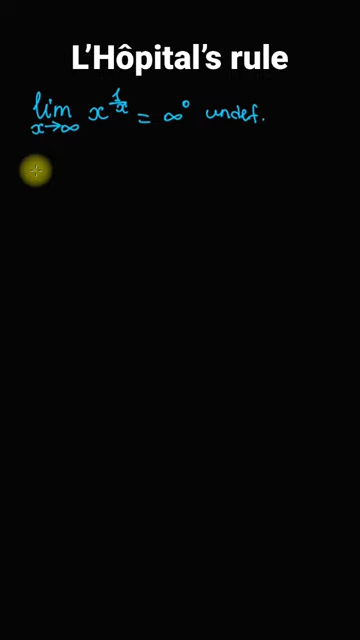 L’Hôpital’s rule
lim x→∞ x^(1/x) = ∞⁰ undef.